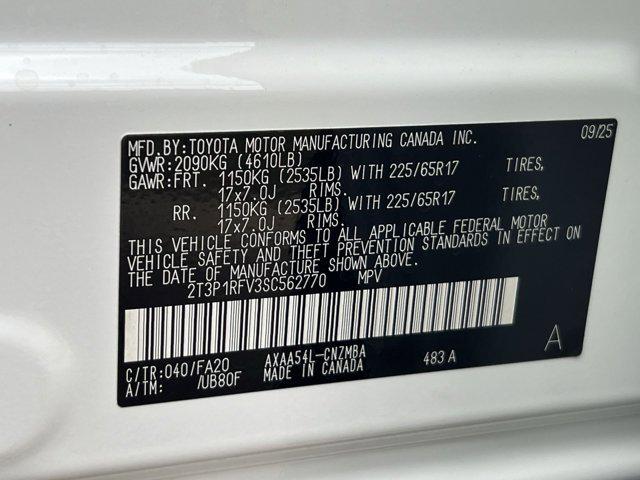 MFD.BY:TOYOTA MOTOR MANUFACTURING CANADA INC. 09/25
GVWR:2090KG (4610LB)
GAWR:FRT. 1150KG (2535LB) WITH 225/65R17 TIRES,
17x7.0J RIMS.
RR. 1150KG (2535LB) WITH 225/65R17 TIRES,
17x7.0J RIMS.
THIS VEHICLE CONFORMS TO ALL APPLICABLE FEDERAL MOTOR
VEHICLE SAFETY AND THEFT PREVENTION STANDARDS IN EFFECT ON
THE DATE OF MANUFACTURE SHOWN ABOVE.
2T3P1RFV3SC562770 MPV
C/TR:040/FA20 AXAA54L-CNZMBA 483 A A
A/TM: /UB80F MADE IN CANADA